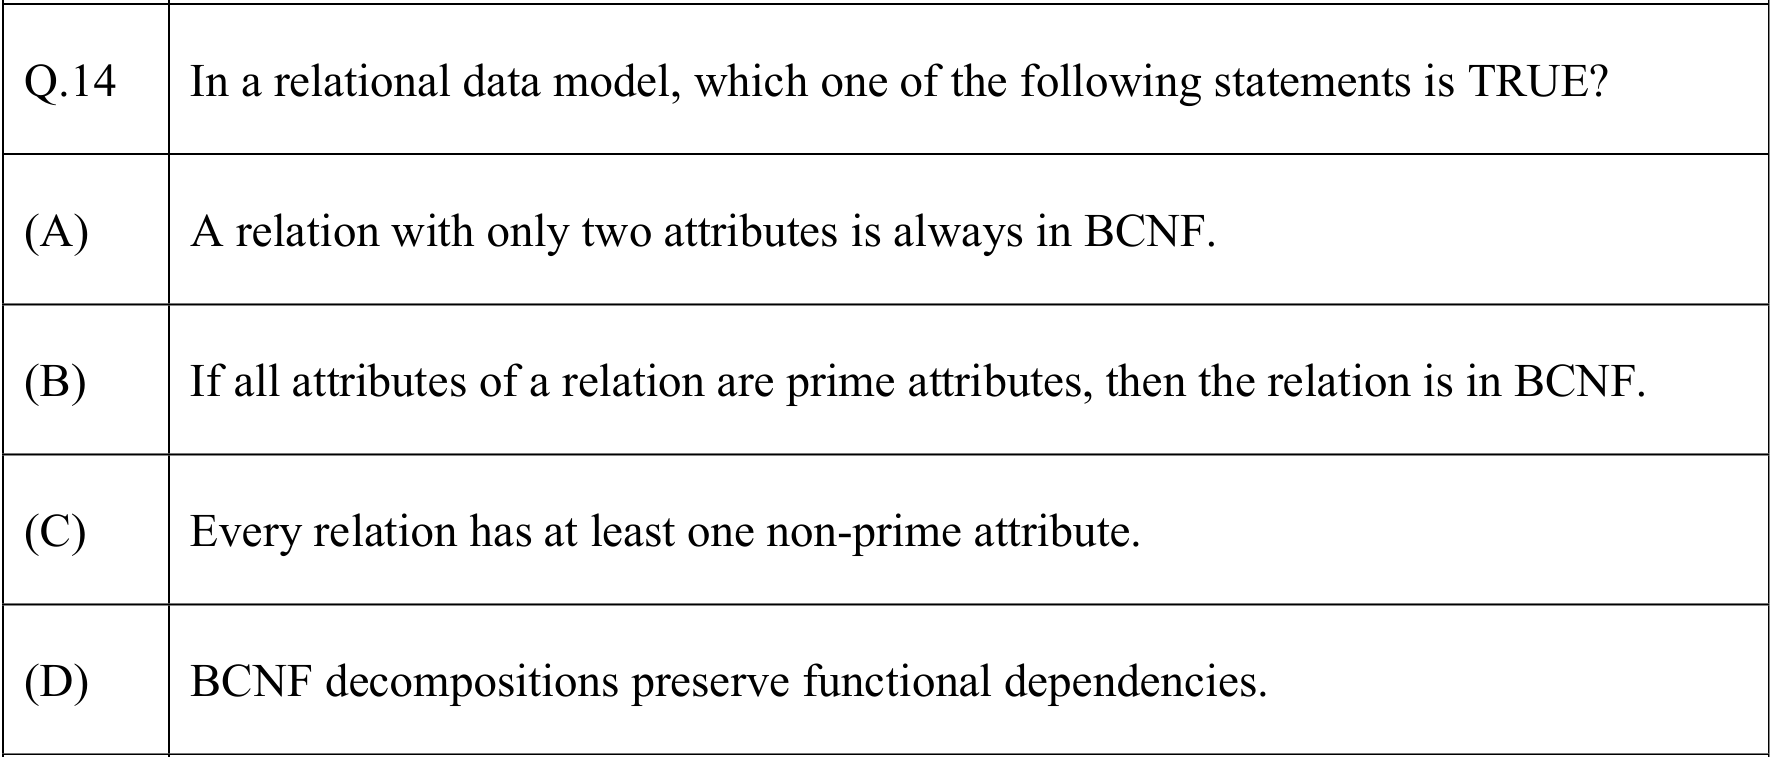 Q.14 In a relational data model, which one of the following statements is TRUE?
(A) A relation with only two attributes is always in BCNF.
(B) If all attributes of a relation are prime attributes, then the relation is in BCNF.
(C) Every relation has at least one non-prime attribute.
(D) BCNF decompositions preserve functional dependencies.